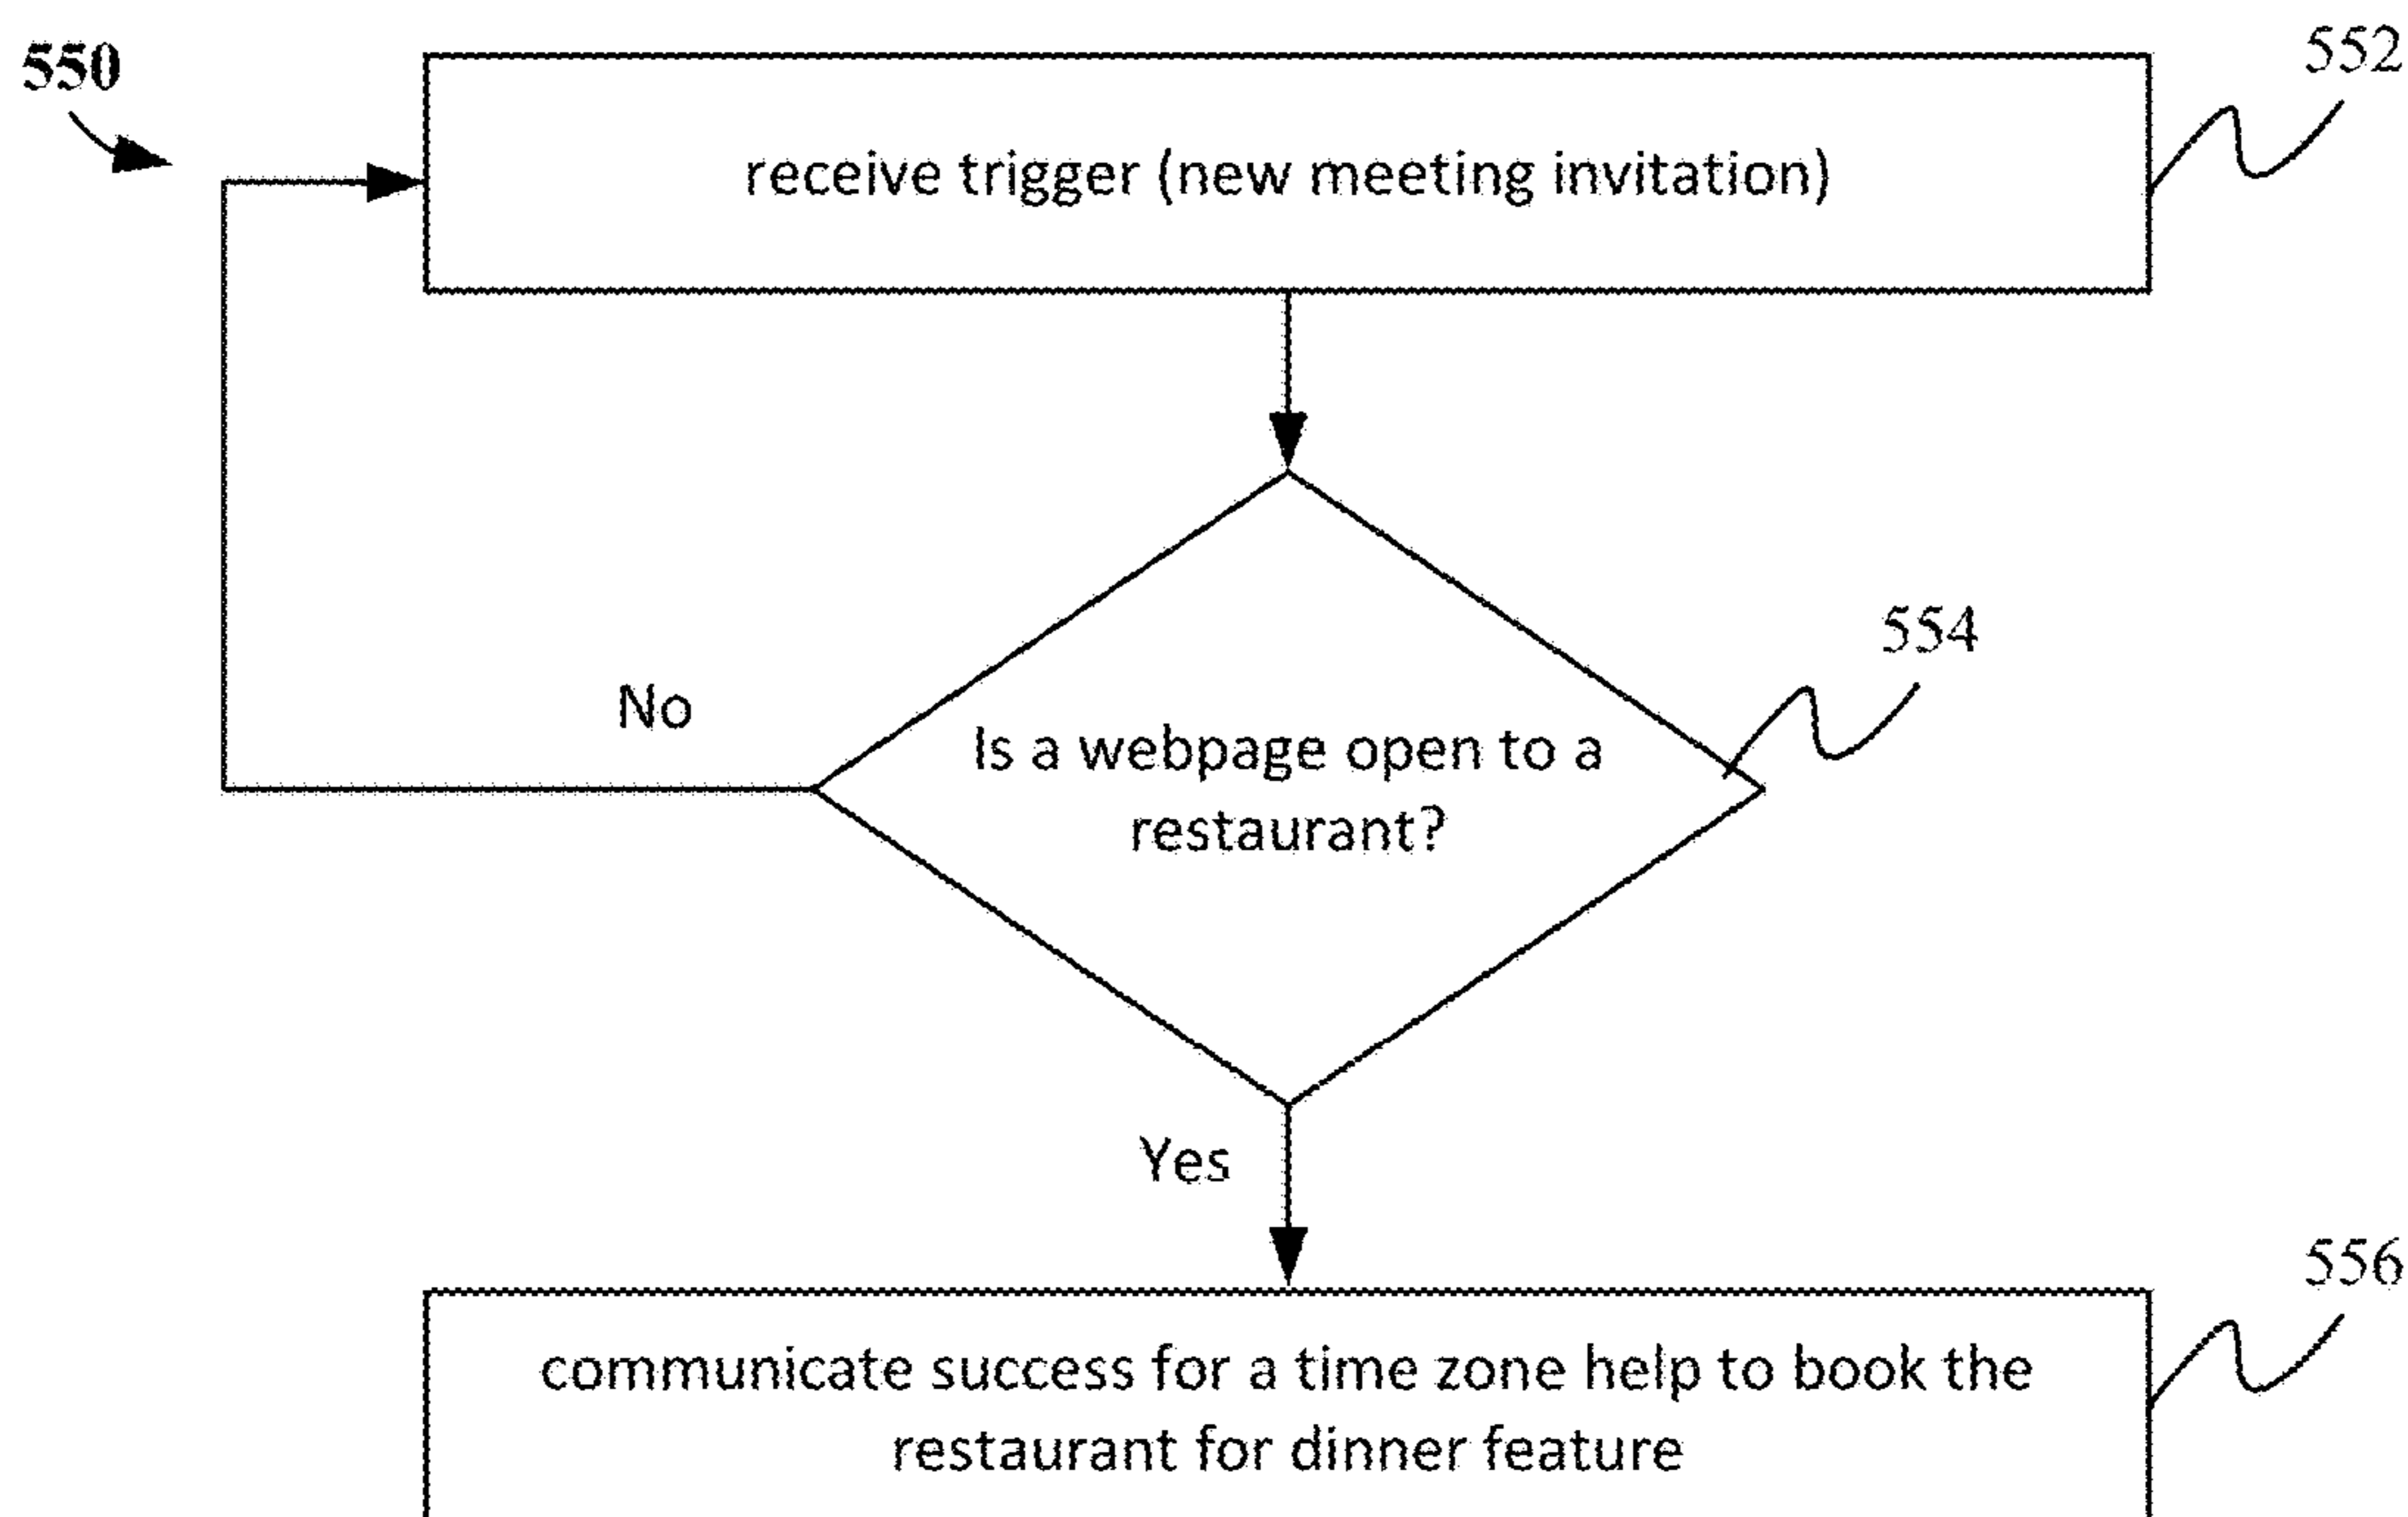 550
552
receive trigger (new meeting invitation)
554
No
Is a webpage open to a
restaurant?
Yes
556
communicate success for a time zone help to book the
restaurant for dinner feature